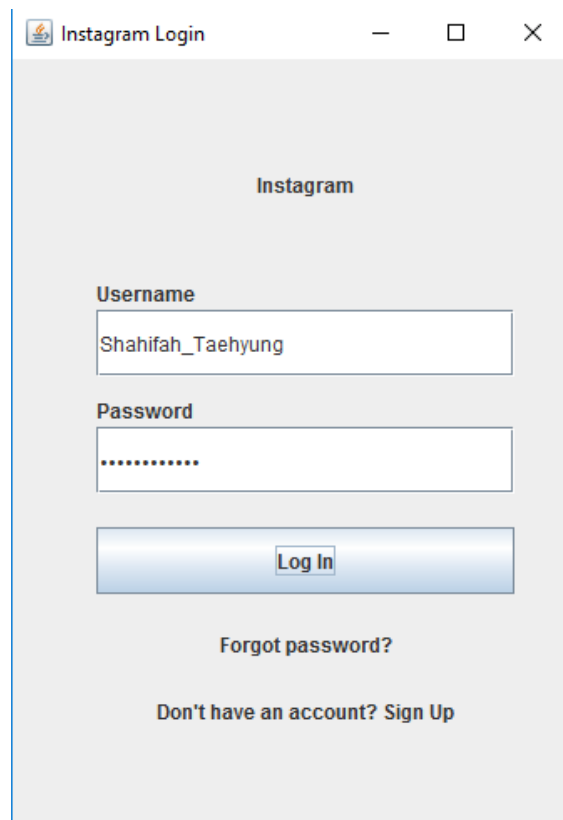 Instagram Login
Instagram
Username
Shahifah_Taehyung
Password
••••••••••••
Log In
Forgot password?
Don't have an account? Sign Up